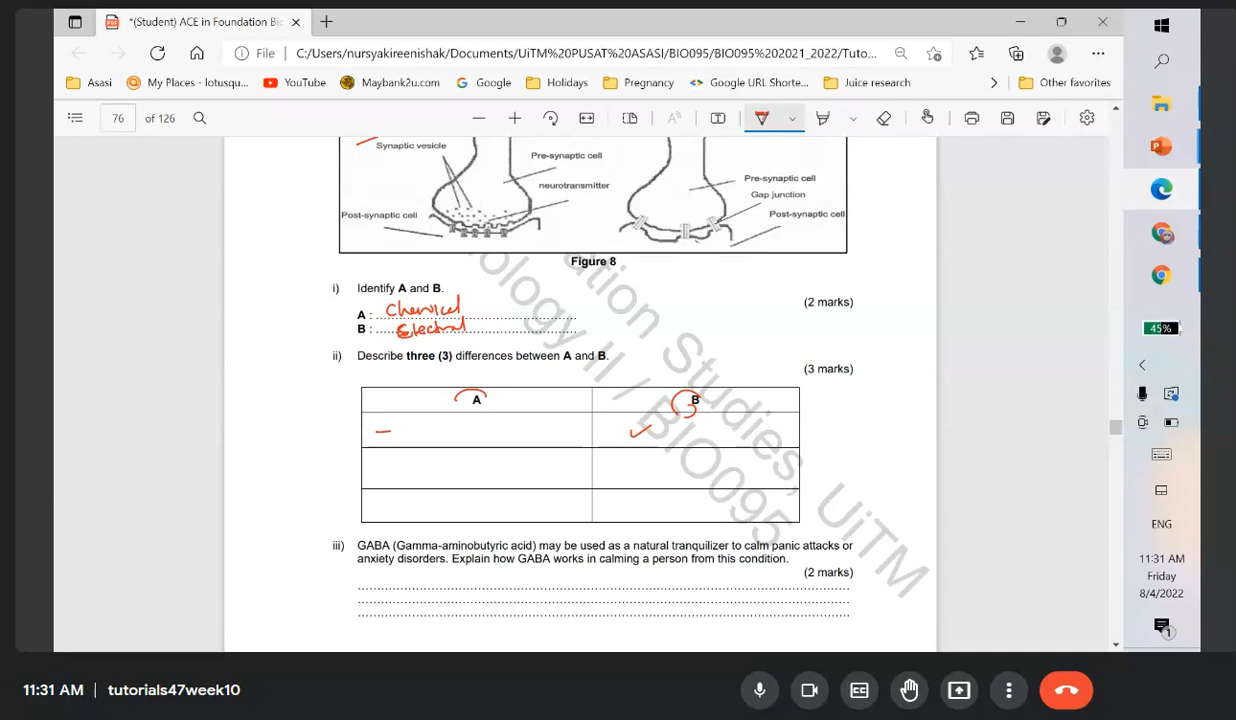 *(Student) ACE in Foundation Bi
File C:/Users/nursyakireenishak/Documents/UiTM%20PUSAT%20ASASI/BIO095/BIO095%202021_2022/Tuto...
Asasi My Places - lotusqu... YouTube Maybank2u.com Google Holidays Pregnancy Google URL Shorte... Juice research Other favorites
76 of 126
Synaptic vesicle
Pre-synaptic cell
neurotransmitter
Post-synaptic cell
Pre-synaptic cell
Gap junction
Post-synaptic cell
Figure 8
i) Identify A and B.
(2 marks)
A : Chemical
B : Electrical
ii) Describe three (3) differences between A and B.
(3 marks)
A B
iii) GABA (Gamma-aminobutyric acid) may be used as a natural tranquilizer to calm panic attacks or
anxiety disorders. Explain how GABA works in calming a person from this condition.
(2 marks)
ation Studies, UiTM
ology II / BIO095
45%
ENG
11:31 AM
Friday
8/4/2022
1
11:31 AM | tutorials47week10